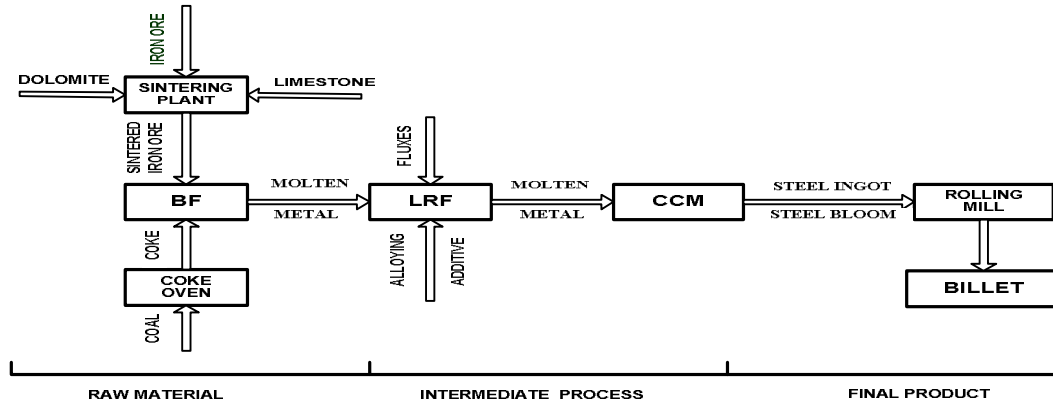 IRON ORE
DOLOMITE
SINTERING
PLANT
LIMESTONE
SINTERED
IRON ORE
FLUXES
BF
MOLTEN
METAL
LRF
MOLTEN
METAL
CCM
STEEL INGOT
STEEL BLOOM
ROLLING
MILL
COKE
ALLOYING
ADDITIVE
COKE
OVEN
BILLET
COAL
RAW MATERIAL
INTERMEDIATE PROCESS
FINAL PRODUCT